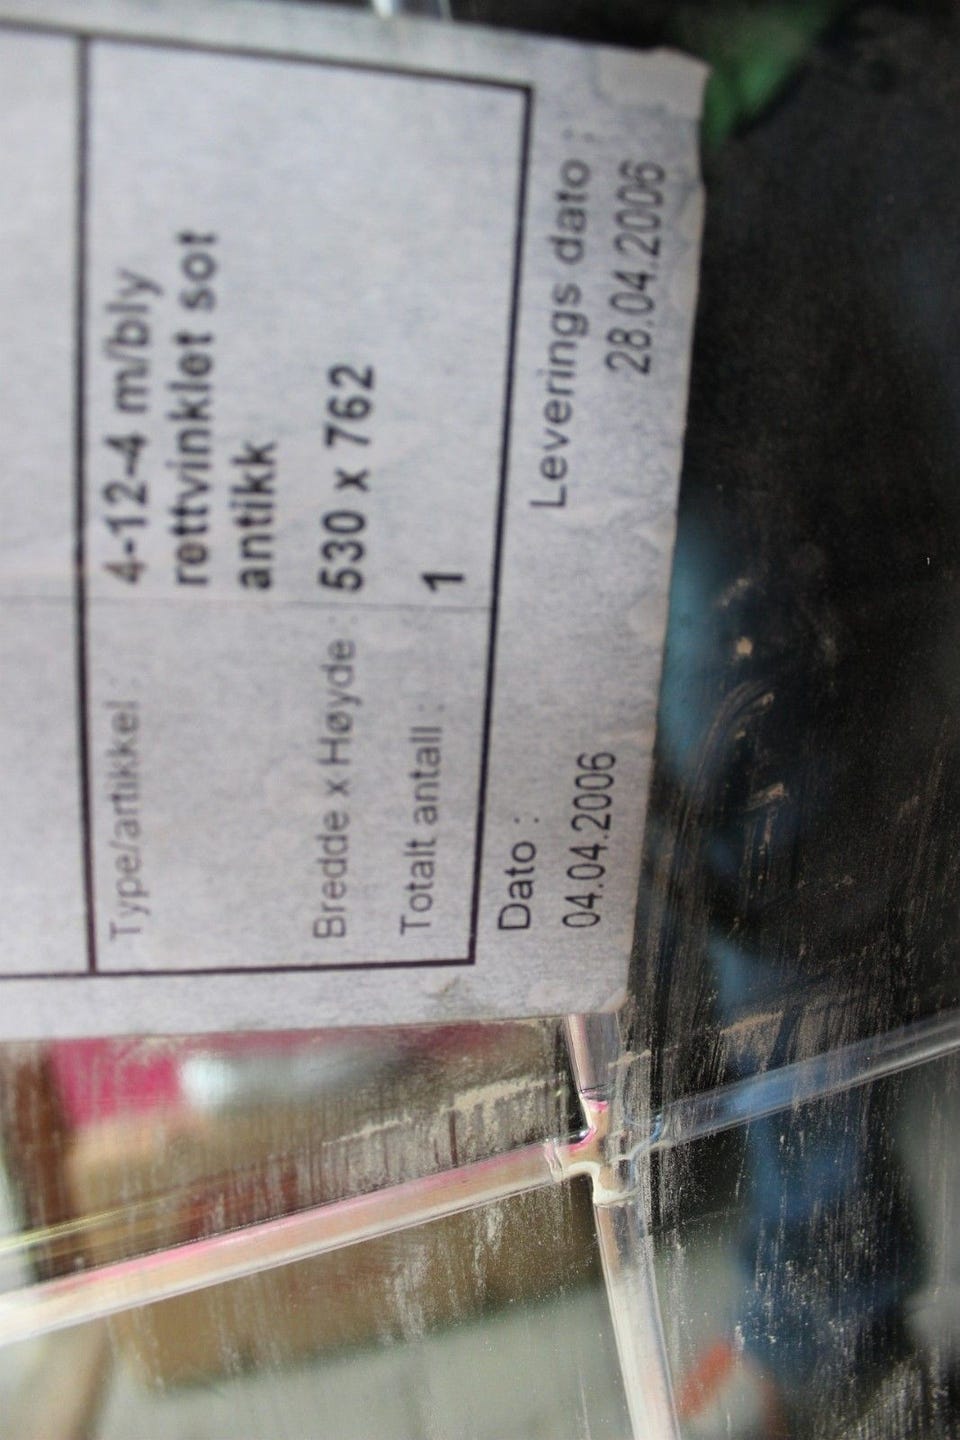 Type/artikkel : 4-12-4 m/bly
rettvinklet sot
antikk
Bredde x Høyde : 530 x 762
Totalt antall : 1
Dato : Leverings dato :
04.04.2006 28.04.2006